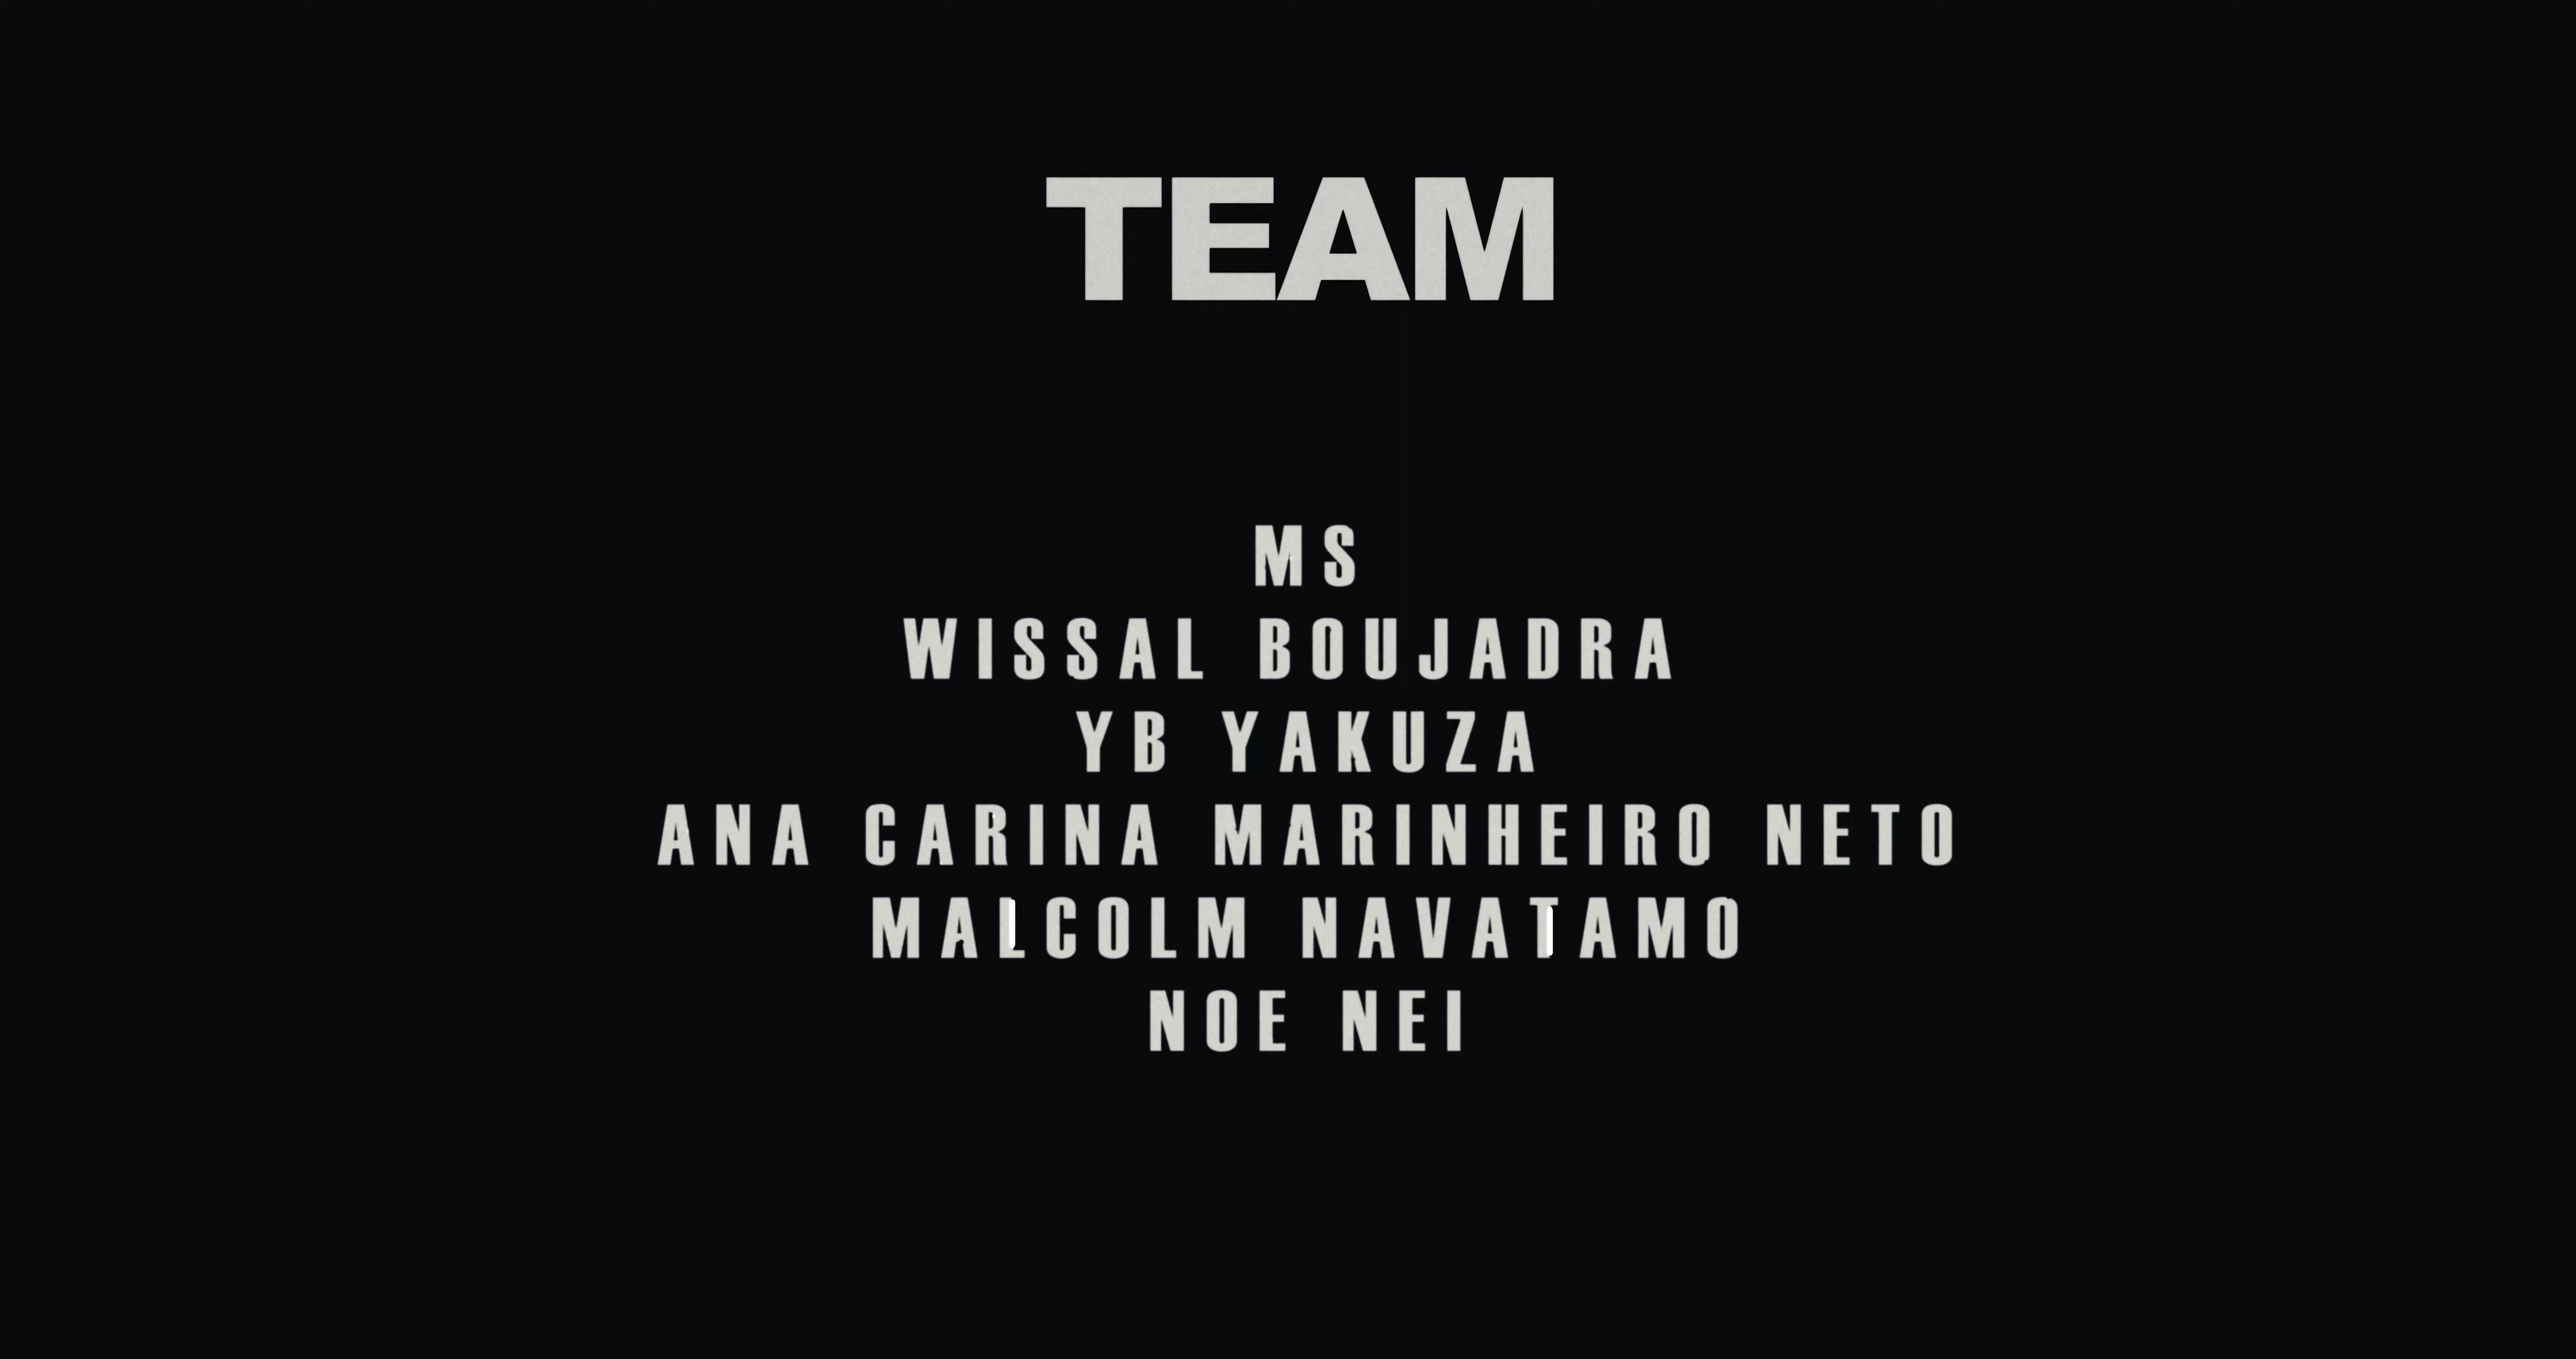 TEAM
MS
WISSAL BOUJADRA
YB YAKUZA
ANA CARINA MARINHEIRO NETO
MALCOLM NAVATAMO
NOE NEI